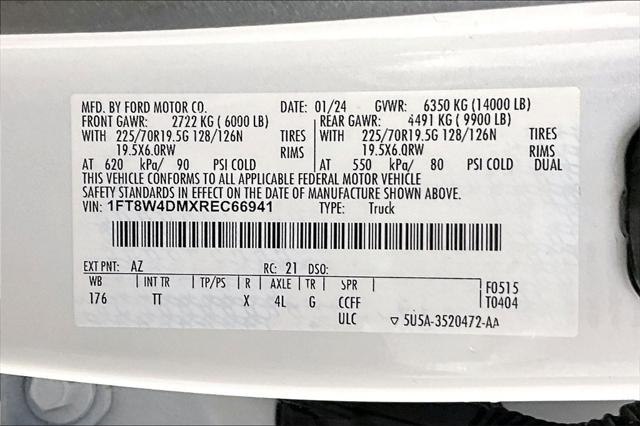 MFD. BY FORD MOTOR CO. DATE: 01/24 GVWR: 6350 KG (14000 LB)
FRONT GAWR: 2722 KG ( 6000 LB) REAR GAWR: 4491 KG ( 9900 LB)
WITH 225/70R19.5G 128/126N TIRES WITH 225/70R19.5G 128/126N TIRES
19.5X6.0RW RIMS 19.5X6.0RW RIMS
AT 620 kPa/ 90 PSI COLD AT 550 kPa/ 80 PSI COLD DUAL
THIS VEHICLE CONFORMS TO ALL APPLICABLE FEDERAL MOTOR VEHICLE
SAFETY STANDARDS IN EFFECT ON THE DATE OF MANUFACTURE SHOWN ABOVE.
VIN: 1FT8W4DMXREC66941 TYPE: Truck
EXT PNT: AZ RC: 21 DSO:
WB INT TR TP/PS R AXLE TR SPR F0515
176 TT X 4L G CCFF T0404
ULC ▽ 5U5A-3520472-AA